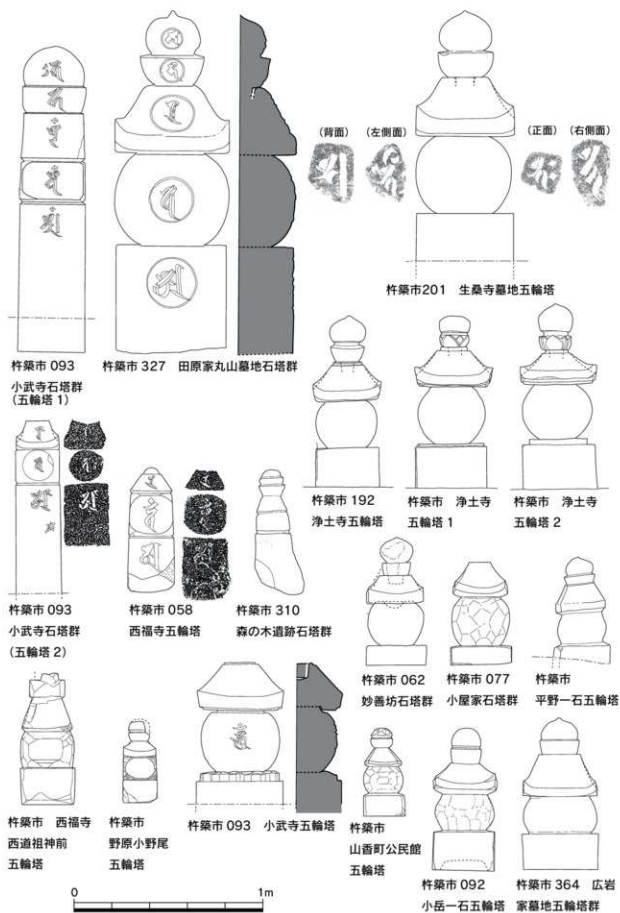 (背面)
(左側面)
(正面)
(右側面)
杵築市 093
小武寺石塔群
(五輪塔 1)
杵築市 327 田原家丸山墓地石塔群
杵築市201 生桑寺墓地五輪塔
杵築市 192
浄土寺五輪塔
杵築市 浄土寺
五輪塔 1
杵築市 浄土寺
五輪塔 2
杵築市 093
小武寺石塔群
(五輪塔 2)
杵築市 058
西福寺五輪塔
杵築市 310
森の木遺跡石塔群
杵築市 062
妙善坊石塔群
杵築市 077
小屋家石塔群
杵築市
平野一石五輪塔
杵築市 西福寺
西道祖神前
五輪塔
杵築市
野原小野尾
五輪塔
杵築市 093 小武寺五輪塔
杵築市
山香町公民館
五輪塔
杵築市 092
小岳一石五輪塔
杵築市 364 広岩
家墓地五輪塔群
0 1m